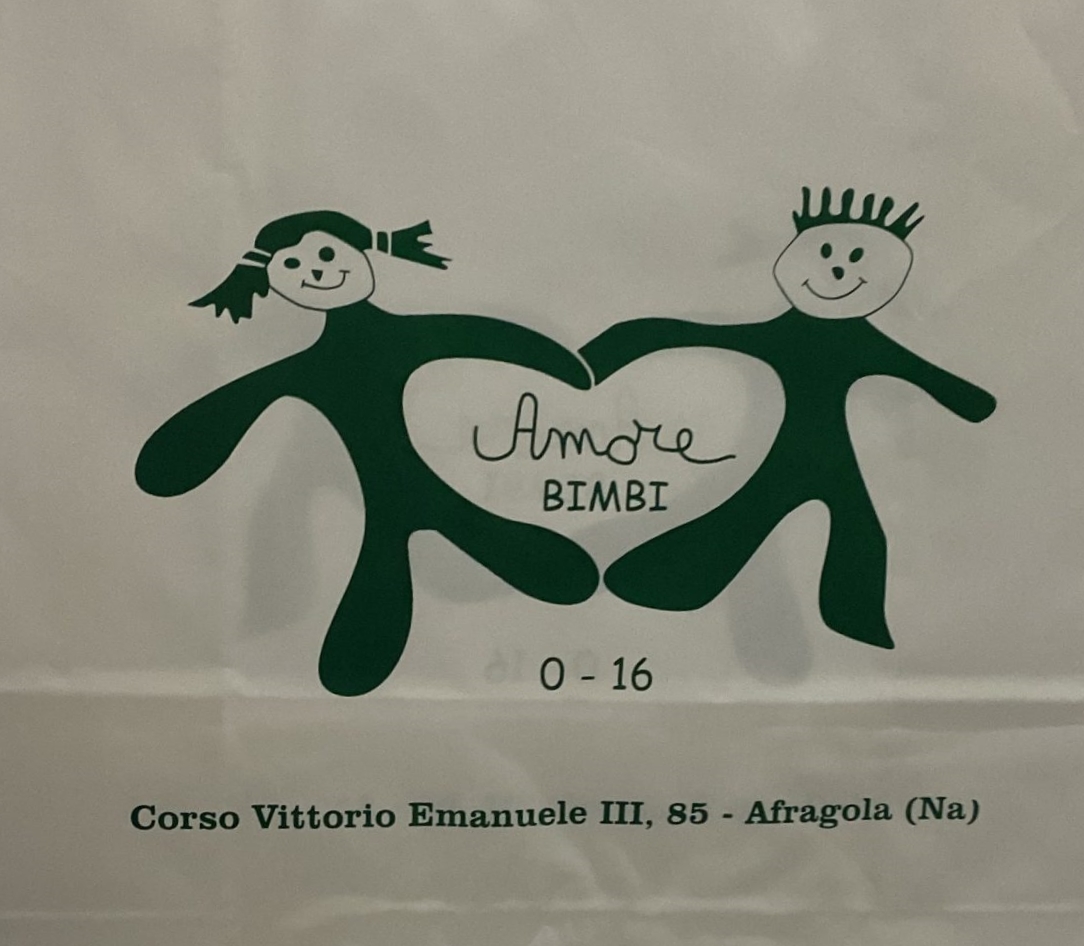 Amore
BIMBI
0 - 16
Corso Vittorio Emanuele III, 85 - Afragola (Na)